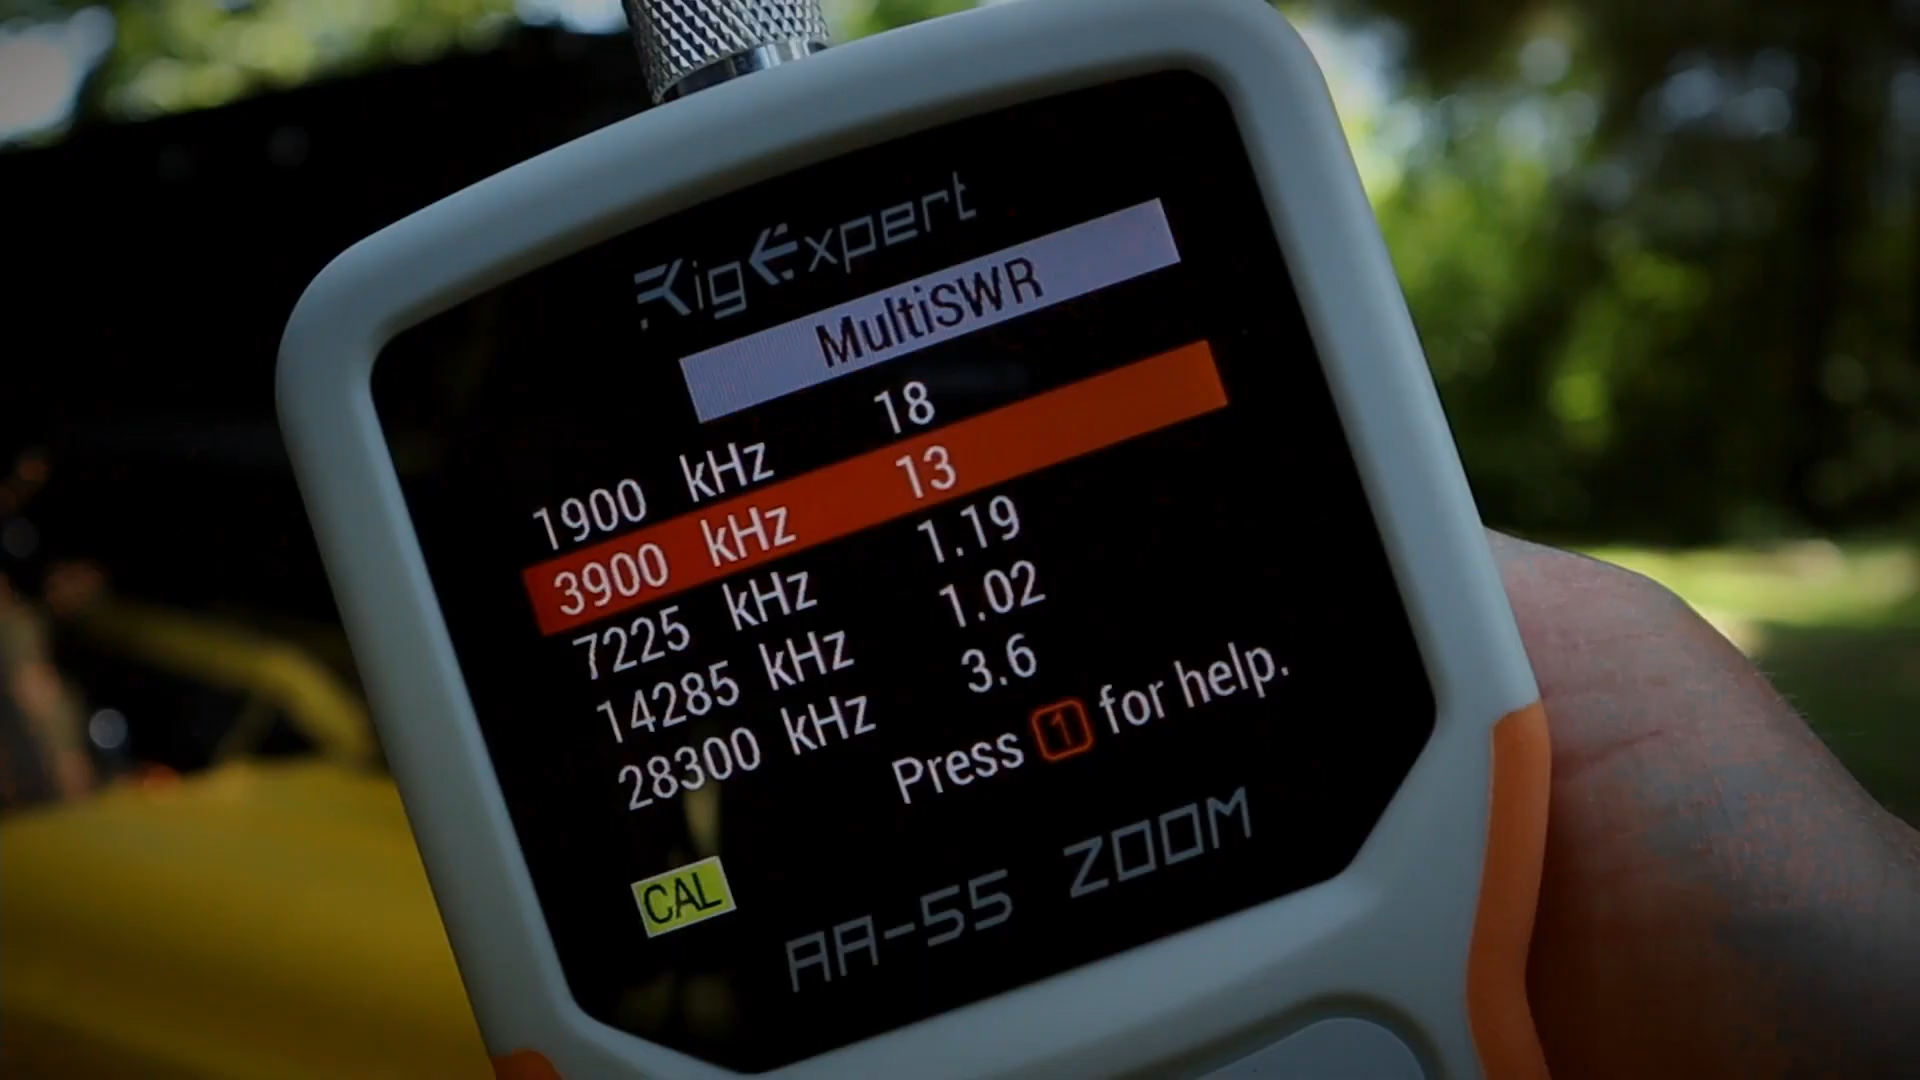 RigExpert
MultiSWR
1900 kHz 18
3900 kHz 13
7225 kHz 1.19
14285 kHz 1.02
28300 kHz 3.6
Press 1 for help.
CAL
AA-55 ZOOM